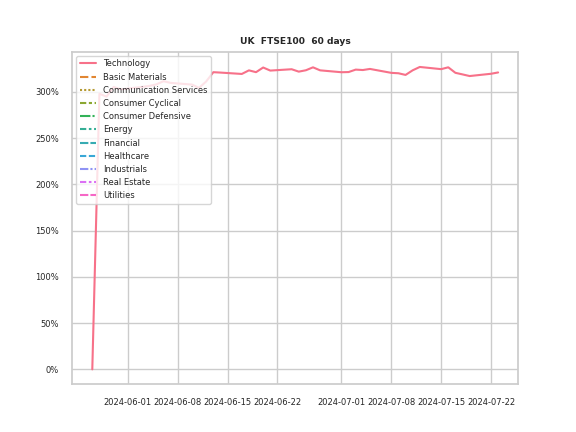 UK FTSE100 60 days
Technology
Basic Materials
Communication Services
Consumer Cyclical
Consumer Defensive
Energy
Financial
Healthcare
Industrials
Real Estate
Utilities
300%
250%
200%
150%
100%
50%
0%
2024-06-01 2024-06-08 2024-06-15 2024-06-22 2024-07-01 2024-07-08 2024-07-15 2024-07-22